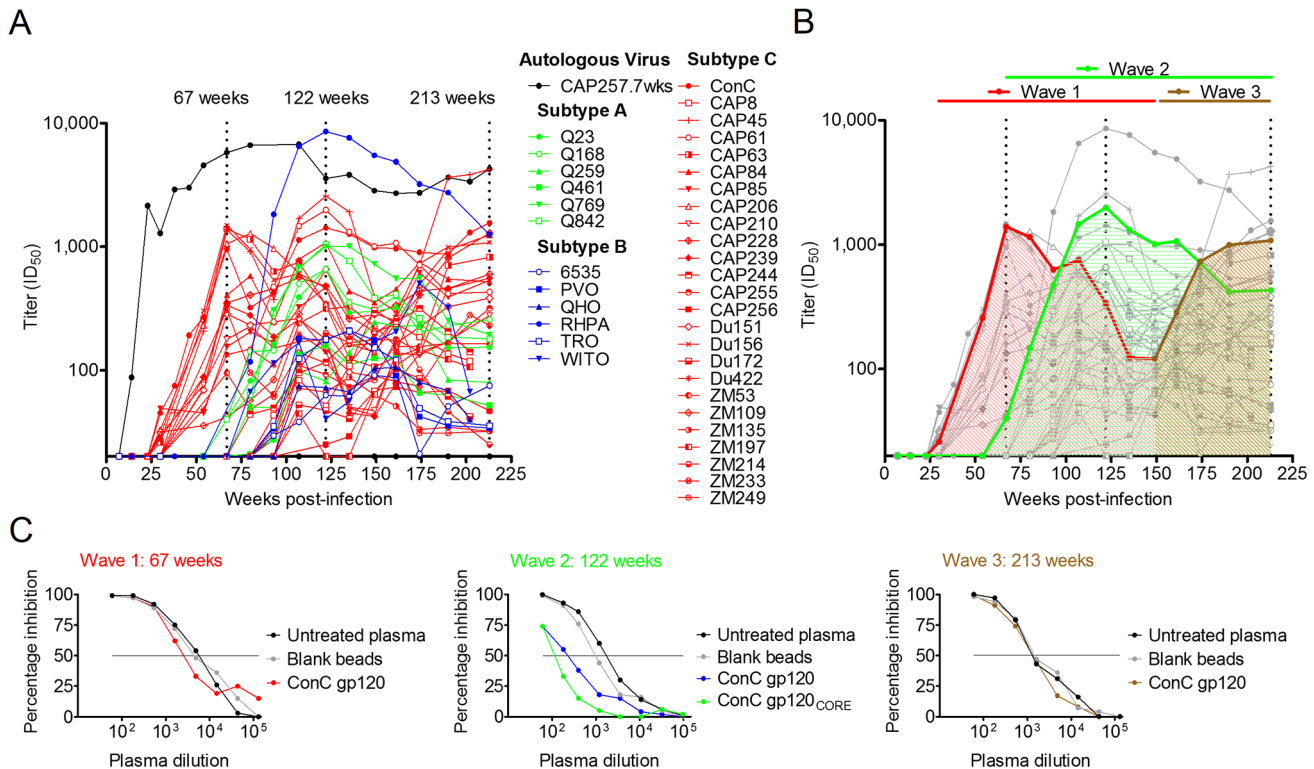 A
B
Autologous Virus
CAP257.7wks
Subtype A
Q23
Q168
Q259
Q461
Q769
Q842
Subtype B
6535
PVO
QHO
RHPA
TRO
WITO
Subtype C
ConC
CAP8
CAP45
CAP61
CAP63
CAP84
CAP85
CAP206
CAP210
CAP228
CAP239
CAP244
CAP255
CAP256
Du151
Du156
Du172
Du422
ZM53
ZM109
ZM135
ZM197
ZM214
ZM233
ZM249
67 weeks 122 weeks 213 weeks
Titer (ID50)
10,000
1,000
100
0 25 50 75 100 125 150 175 200 225
Weeks post-infection
Wave 2
Wave 1 Wave 3
Titer (ID50)
10,000
1,000
100
0 25 50 75 100 125 150 175 200 225
Weeks post-infection
C
Wave 1: 67 weeks
Percentage inhibition
100
75
50
25
0
10² 10³ 10⁴ 10⁵
Plasma dilution
Untreated plasma
Blank beads
ConC gp120
Wave 2: 122 weeks
Percentage inhibition
100
75
50
25
0
10² 10³ 10⁴ 10⁵
Plasma dilution
Untreated plasma
Blank beads
ConC gp120
ConC gp120CORE
Wave 3: 213 weeks
Percentage inhibition
100
75
50
25
0
10² 10³ 10⁴ 10⁵
Plasma dilution
Untreated plasma
Blank beads
ConC gp120